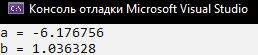 Консоль отладки Microsoft Visual Studio
a = -6.176756
b = 1.036328